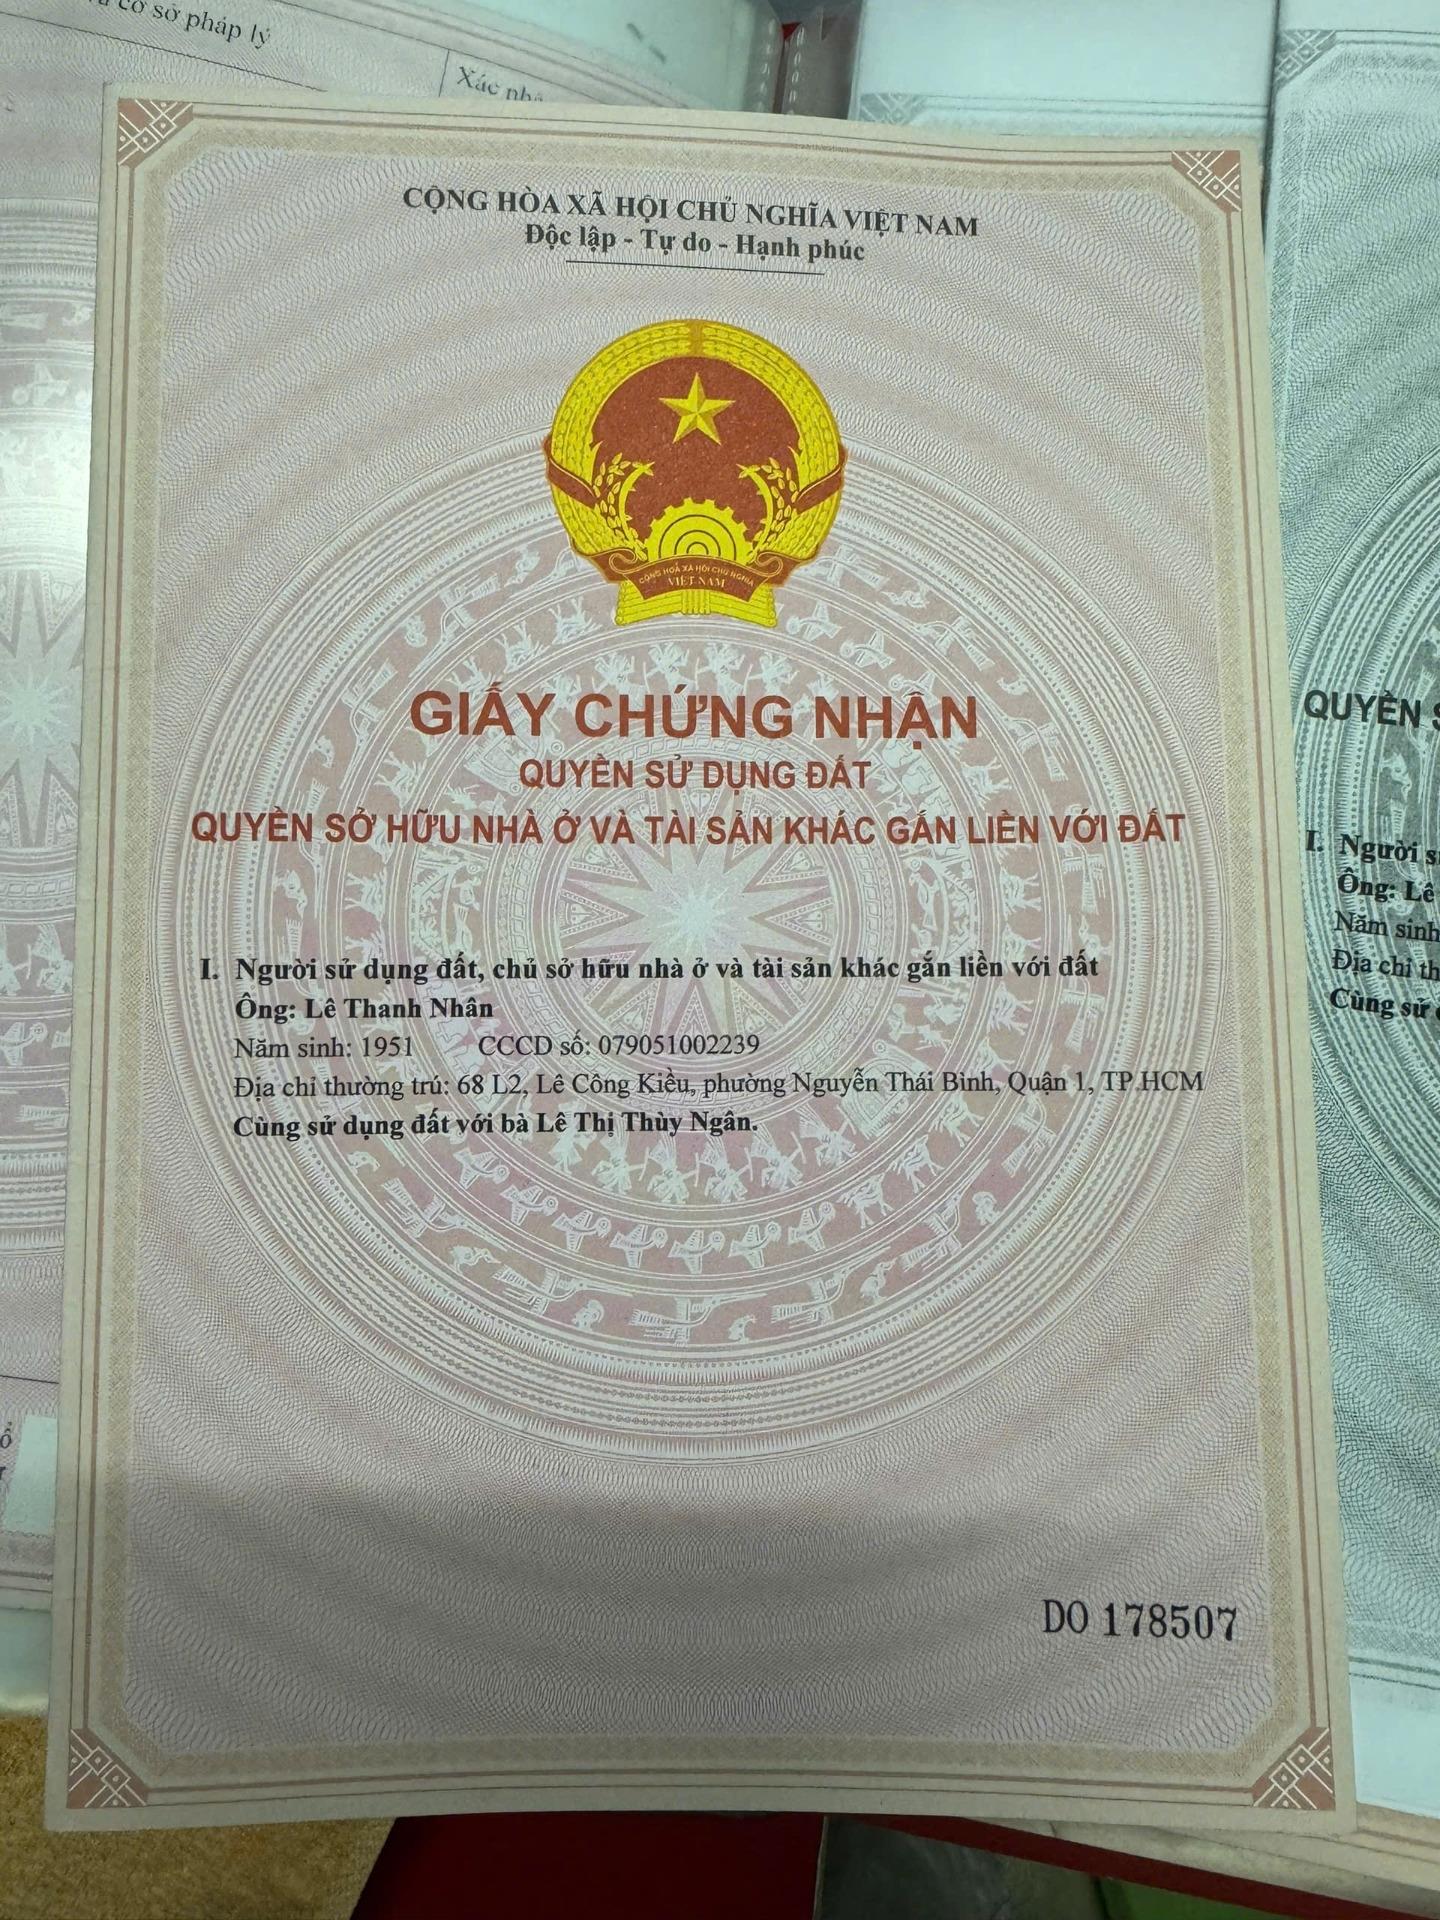 cơ sở pháp lý
Xác nhậ
CỘNG HÒA XÃ HỘI CHỦ NGHĨA VIỆT NAM
Độc lập - Tự do - Hạnh phúc
CỘNG HOÀ XÃ HỘI CHỦ NGHĨA
VIỆT NAM
GIẤY CHỨNG NHẬN
QUYỀN SỬ DỤNG ĐẤT
QUYỀN SỞ HỮU NHÀ Ở VÀ TÀI SẢN KHÁC GẮN LIỀN VỚI ĐẤT
I. Người sử dụng đất, chủ sở hữu nhà ở và tài sản khác gắn liền với đất
Ông: Lê Thanh Nhân
Năm sinh: 1951 CCCD số: 079051002239
Địa chỉ thường trú: 68 L2, Lê Công Kiều, phường Nguyễn Thái Bình, Quận 1, TP.HCM
Cùng sử dụng đất với bà Lê Thị Thùy Ngân.
DO 178507
QUYỀN S
I. Người s
Ông: Lê
Năm sinh
Địa chỉ th
Cùng sử